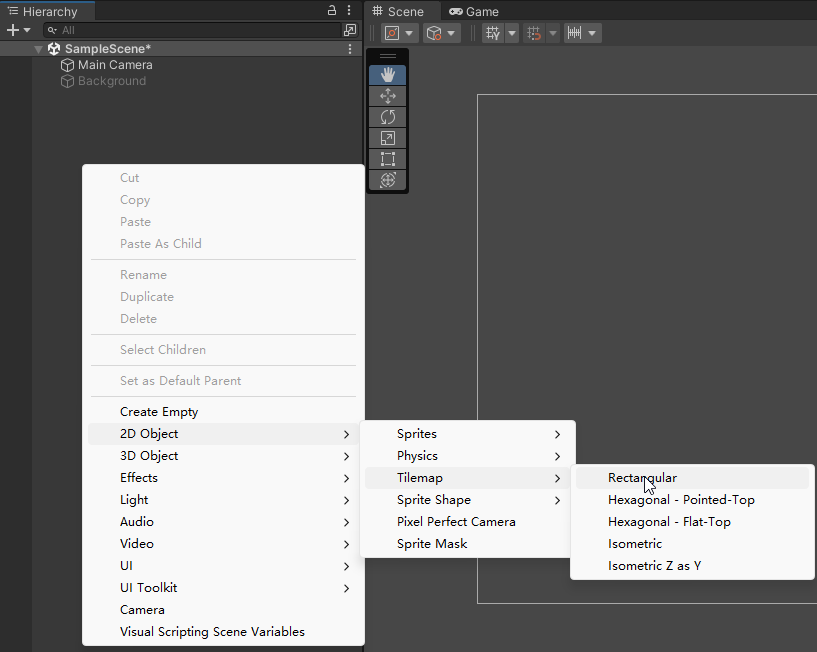 Hierarchy
All
SampleScene*
Main Camera
Background
Scene
Game
Cut
Copy
Paste
Paste As Child
Rename
Duplicate
Delete
Select Children
Set as Default Parent
Create Empty
2D Object
3D Object
Effects
Light
Audio
Video
UI
UI Toolkit
Camera
Visual Scripting Scene Variables
Sprites
Physics
Tilemap
Sprite Shape
Pixel Perfect Camera
Sprite Mask
Rectangular
Hexagonal - Pointed-Top
Hexagonal - Flat-Top
Isometric
Isometric Z as Y